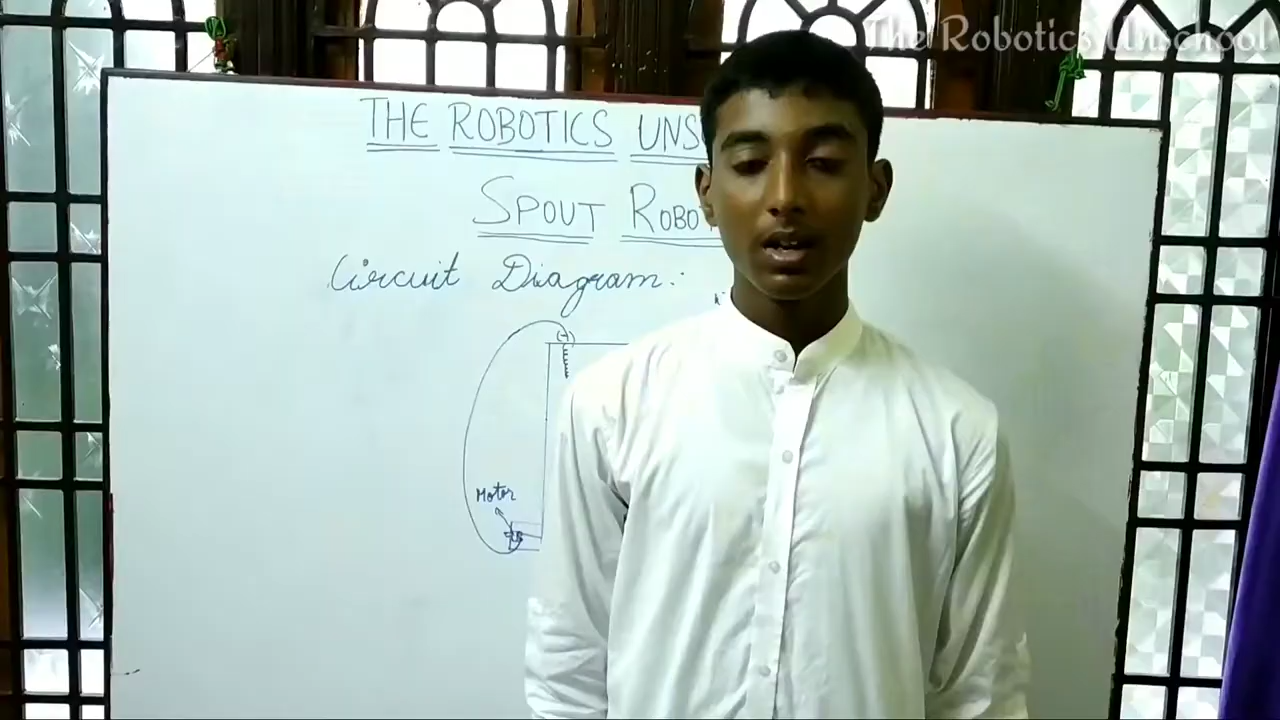 The Robotics Unschool
THE ROBOTICS UNS
SPOUT ROBO
Circuit Diagram:
(-)
Motor